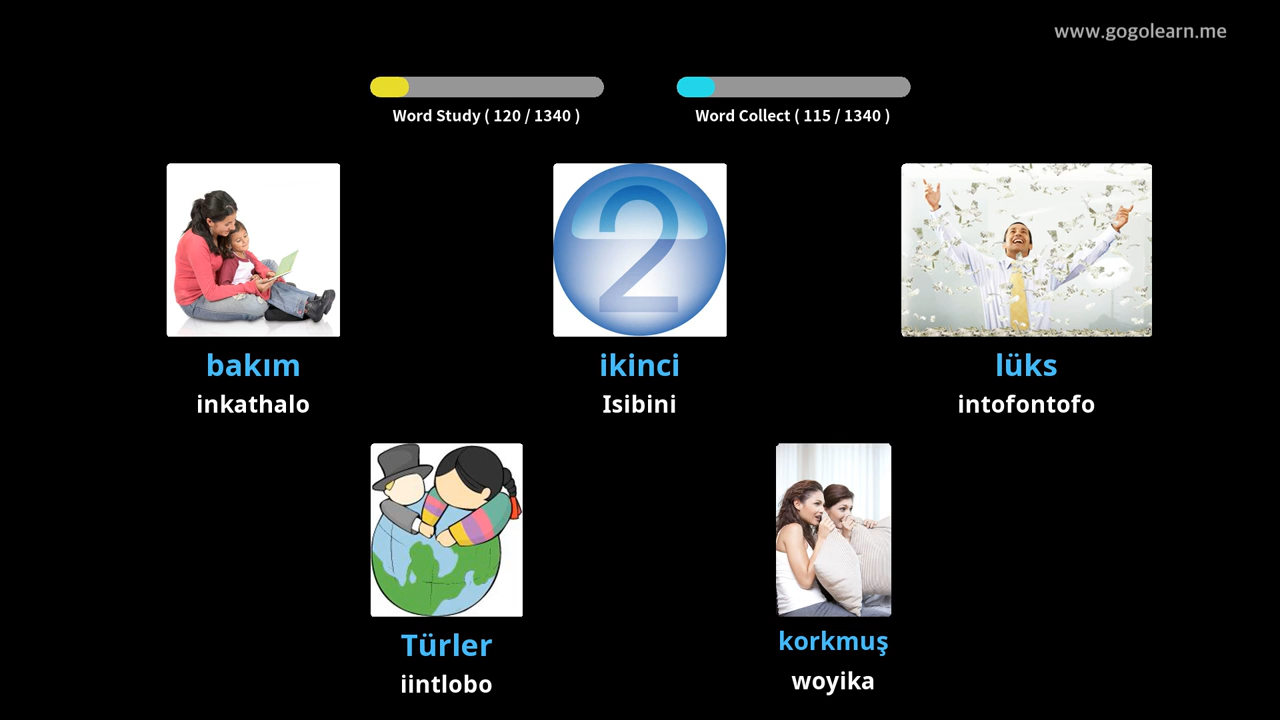 www.gogolearn.me
Word Study ( 120 / 1340 )
Word Collect ( 115 / 1340 )
2
bakım
inkathalo
ikinci
Isibini
lüks
intofontofo
Türler
iintlobo
korkmuş
woyika